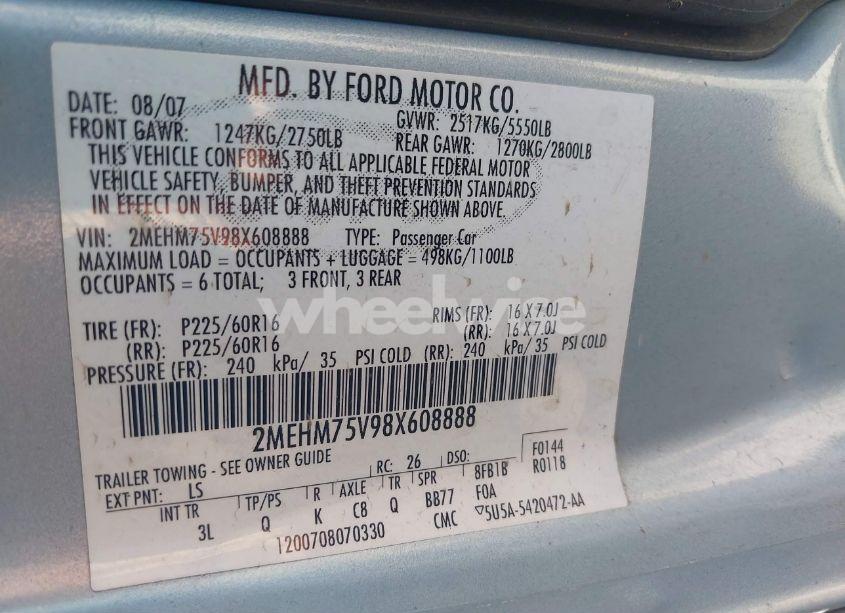 MFD. BY FORD MOTOR CO.
DATE: 08/07 GVWR: 2517KG/5550LB
FRONT GAWR: 1247KG/2750LB REAR GAWR: 1270KG/2800LB
THIS VEHICLE CONFORMS TO ALL APPLICABLE FEDERAL MOTOR
VEHICLE SAFETY, BUMPER, AND THEFT PREVENTION STANDARDS
IN EFFECT ON THE DATE OF MANUFACTURE SHOWN ABOVE.
VIN: 2MEHM75V98X608888 TYPE: Passenger Car
MAXIMUM LOAD = OCCUPANTS + LUGGAGE = 498KG/1100LB
OCCUPANTS = 6 TOTAL; 3 FRONT, 3 REAR
wheelwise
TIRE (FR): P225/60R16 RIMS (FR): 16 X 7.0J
(RR): P225/60R16 (RR): 16 X 7.0J
PRESSURE (FR): 240 kPa/ 35 PSI COLD (RR): 240 kPa/ 35 PSI COLD
2MEHM75V98X608888
TRAILER TOWING - SEE OWNER GUIDE
EXT PNT: LS RC: 26 DSO: 8FB1B F0144
R0118
INT TR TP/PS R AXLE TR SPR F0A
3L Q K C8 Q BB77
1200708070330 CMC ▽5U5A-5420472-AA